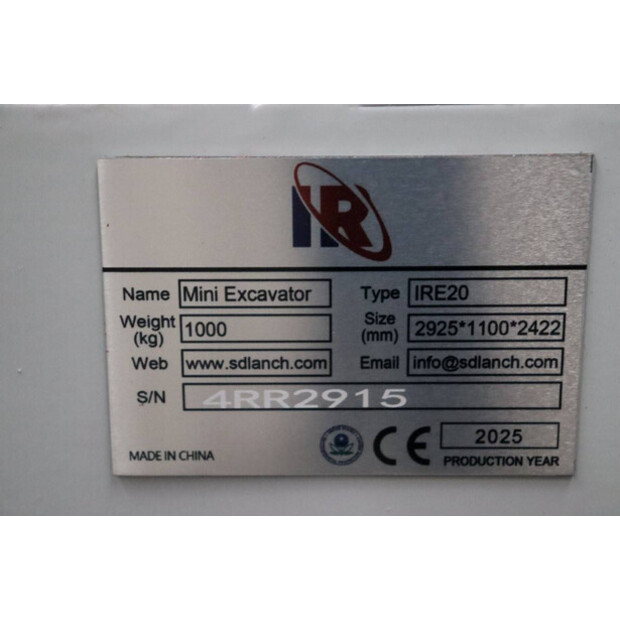 IR
Name Mini Excavator Type IRE20
Weight (kg) 1000 Size (mm) 2925*1100*2422
Web www.sdlanch.com Email info@sdlanch.com
S/N 4RR2915
MADE IN CHINA CE 2025
PRODUCTION YEAR